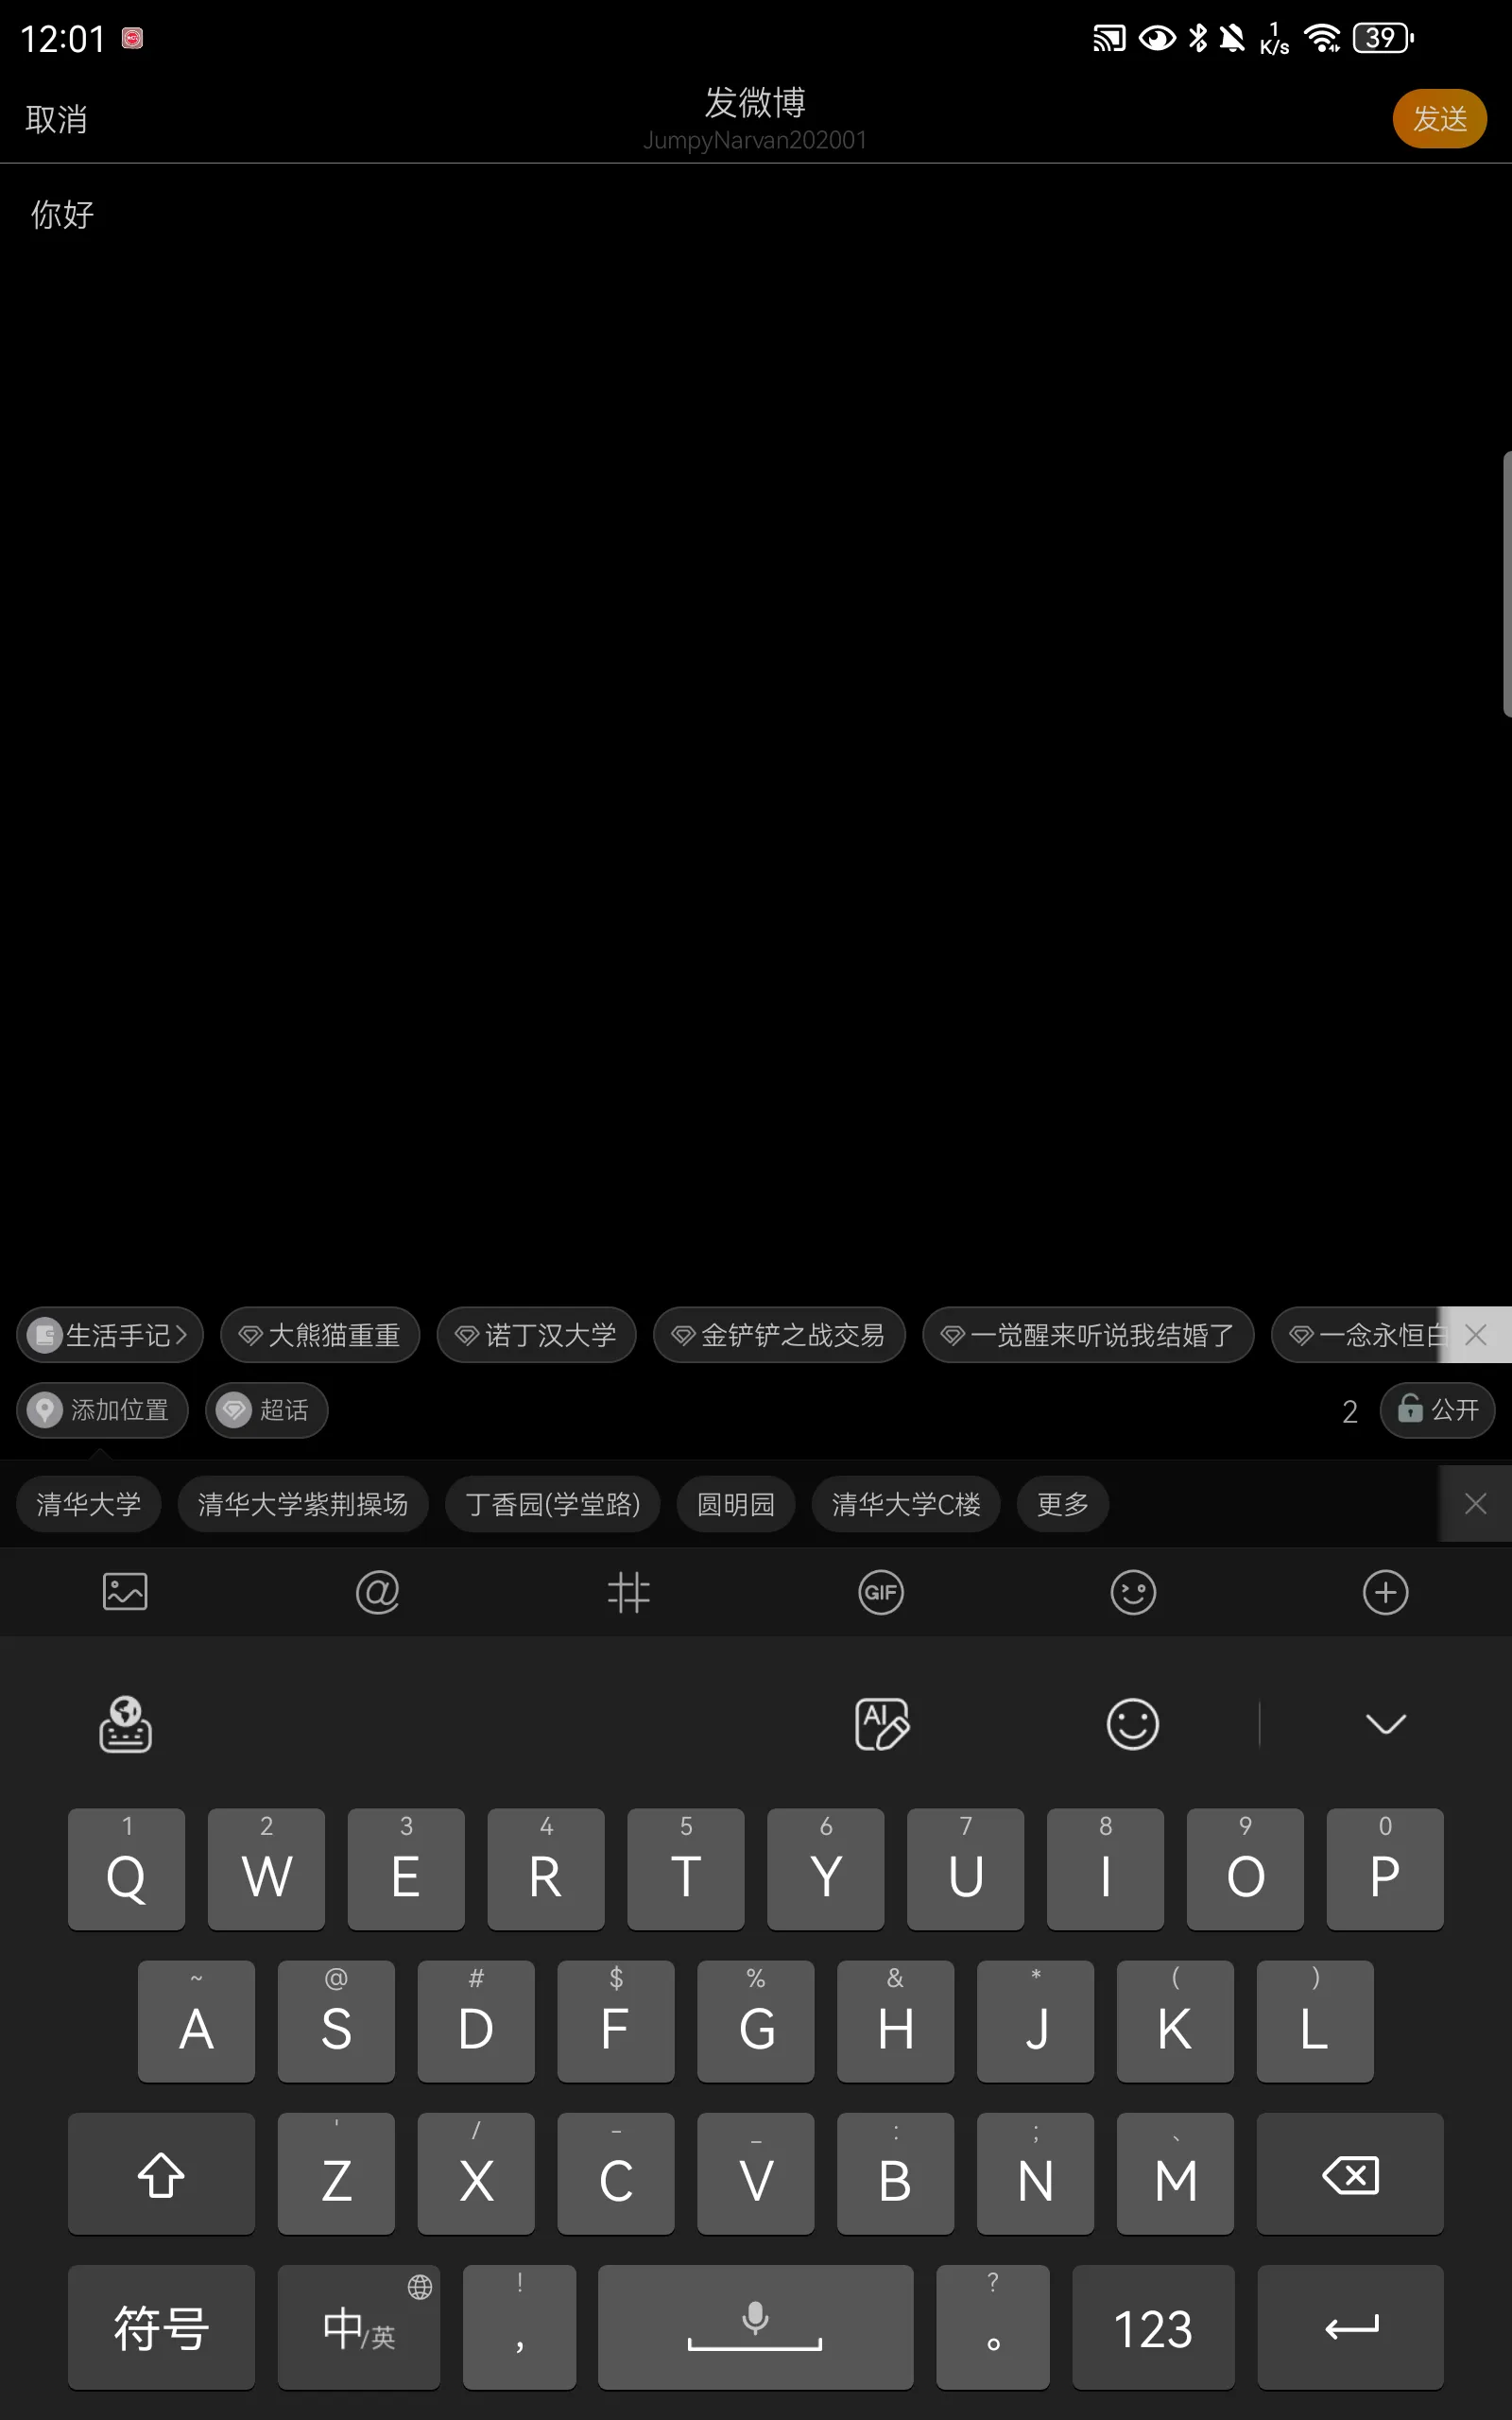 12:01 1 K/s 39
取消 发微博 发送
JumpyNarvan202001
你好
生活手记 大熊猫重重 诺丁汉大学 金铲铲之战交易 一觉醒来听说我结婚了 一念永恒白
添加位置 超话 2 公开
清华大学 清华大学紫荆操场 丁香园(学堂路) 圆明园 清华大学C楼 更多
@ GIF
AI
1 2 3 4 5 6 7 8 9 0
Q W E R T Y U I O P
~ @ # $ % & * ( )
A S D F G H J K L
' / - _ : ; 、
Z X C V B N M
! ?
符号 中/英 , 。 123